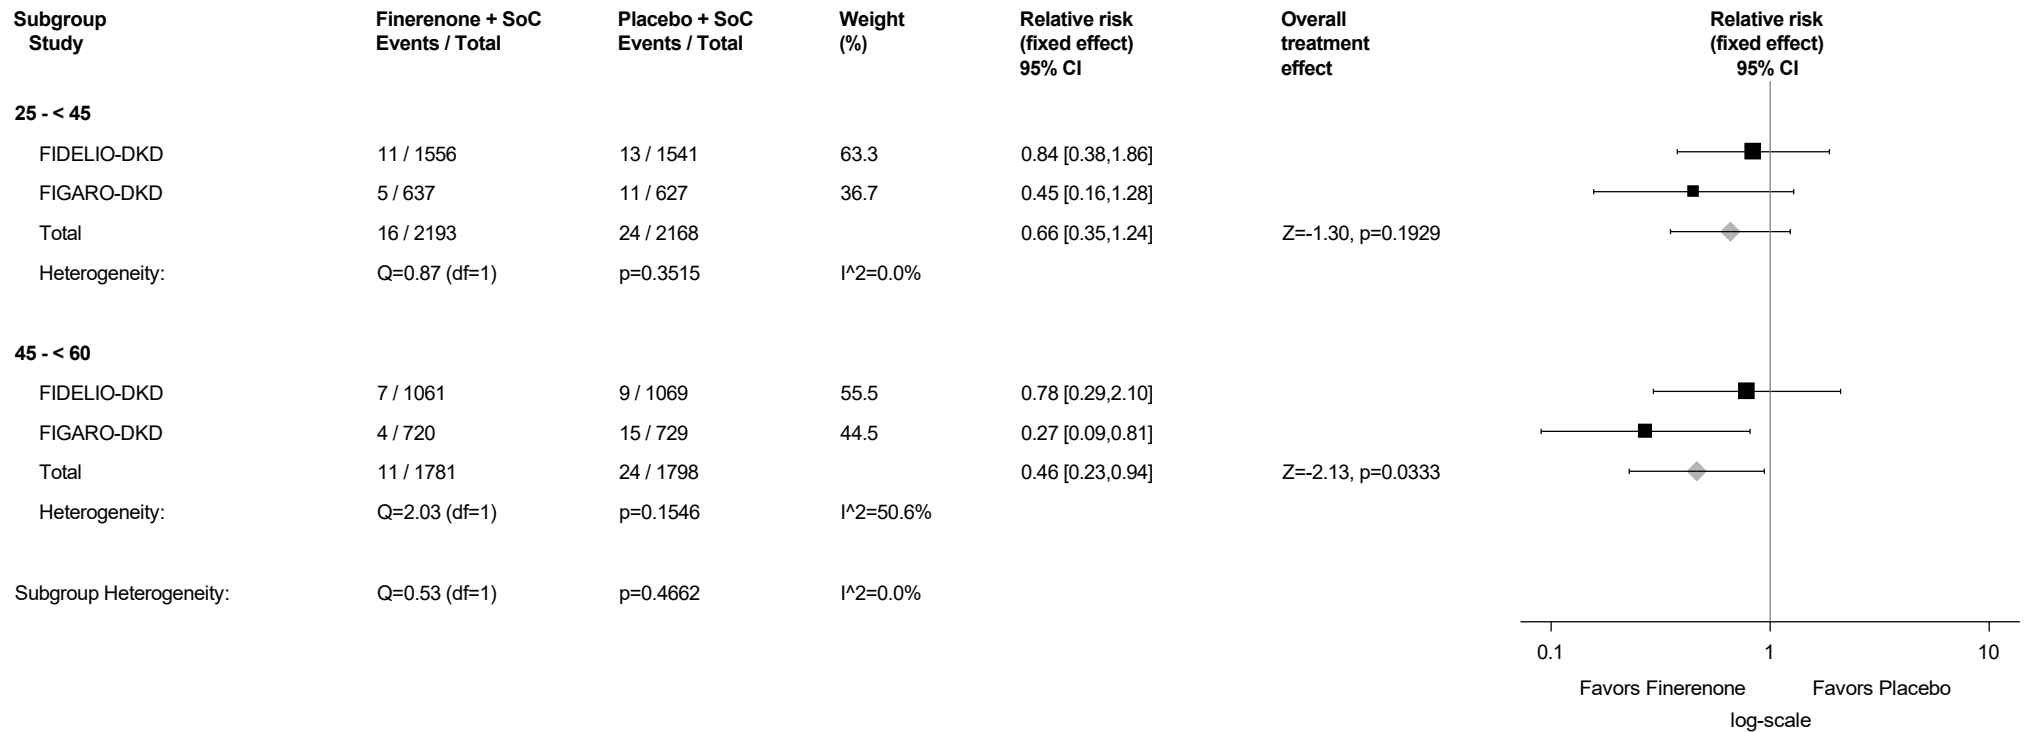 Subgroup Finerenone + SoC Placebo + SoC Weight Relative risk Overall Relative risk
Study Events / Total Events / Total (%) (fixed effect) treatment (fixed effect)
95% CI effect 95% CI
25 - < 45
FIDELIO-DKD 11 / 1556 13 / 1541 63.3 0.84 [0.38,1.86]
FIGARO-DKD 5 / 637 11 / 627 36.7 0.45 [0.16,1.28]
Total 16 / 2193 24 / 2168 0.66 [0.35,1.24] Z=-1.30, p=0.1929
Heterogeneity: Q=0.87 (df=1) p=0.3515 I^2=0.0%
45 - < 60
FIDELIO-DKD 7 / 1061 9 / 1069 55.5 0.78 [0.29,2.10]
FIGARO-DKD 4 / 720 15 / 729 44.5 0.27 [0.09,0.81]
Total 11 / 1781 24 / 1798 0.46 [0.23,0.94] Z=-2.13, p=0.0333
Heterogeneity: Q=2.03 (df=1) p=0.1546 I^2=50.6%
Subgroup Heterogeneity: Q=0.53 (df=1) p=0.4662 I^2=0.0%
0.1 1 10
Favors Finerenone Favors Placebo
log-scale